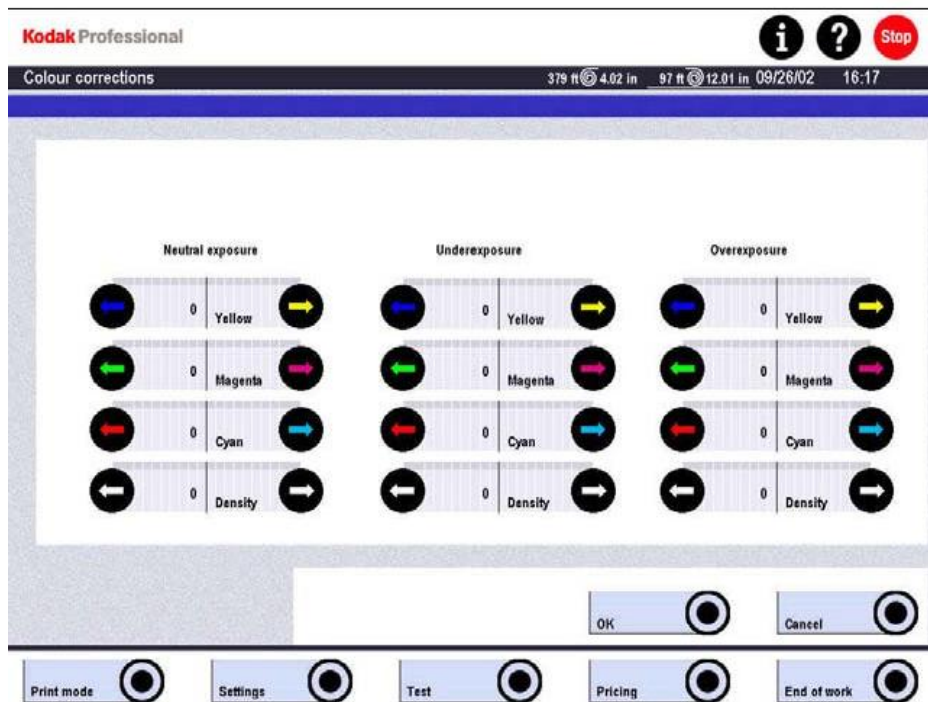 Kodak Professional
i ? Stop
Colour corrections 379 ft 4.02 in 97 ft 12.01 in 09/26/02 16:17
Neutral exposure Underexposure Overexposure
0 Yellow 0 Yellow 0 Yellow
0 Magenta 0 Magenta 0 Magenta
0 Cyan 0 Cyan 0 Cyan
0 Density 0 Density 0 Density
OK Cancel
Print mode Settings Test Pricing End of work